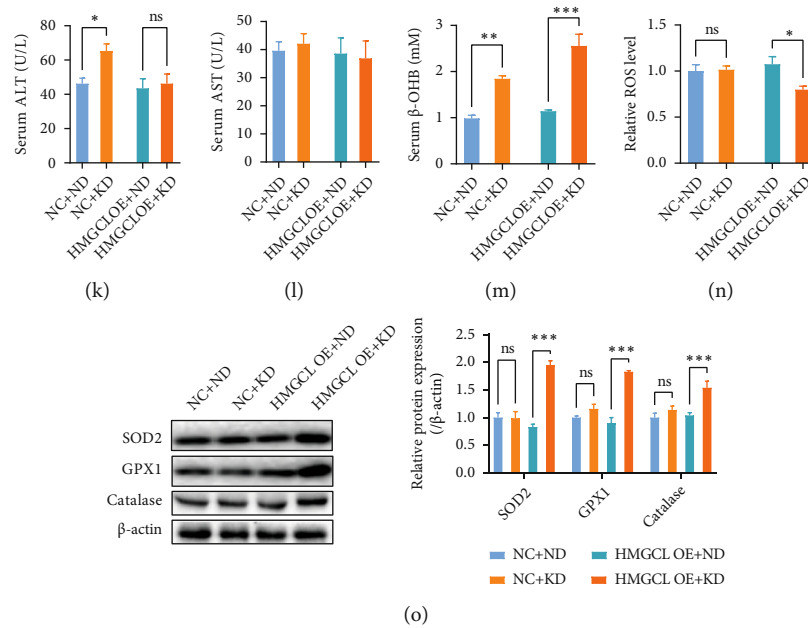 Serum ALT (U/L)
80
60
40
20
0
*
ns
NC+ND
NC+KD
HMGCLOE+ND
HMGCLOE+KD
(k)
Serum AST (U/L)
50
40
30
20
10
0
NC+ND
NC+KD
HMGCLOE+ND
HMGCLOE+KD
(l)
Serum β-OHB (mM)
3
2
1
0
**
***
NC+ND
NC+KD
HMGCLOE+ND
HMGCLOE+KD
(m)
Relative ROS level
1.5
1.0
0.5
0.0
ns
*
NC+ND
NC+KD
HMGCLOE+ND
HMGCLOE+KD
(n)
NC+ND
NC+KD
HMGCL OE+ND
HMGCL OE+KD
SOD2
GPX1
Catalase
β-actin
Relative protein expression
(/β-actin)
2.5
2.0
1.5
1.0
0.5
0.0
ns
***
ns
***
ns
***
SOD2
GPX1
Catalase
NC+ND
HMGCL OE+ND
NC+KD
HMGCL OE+KD
(o)